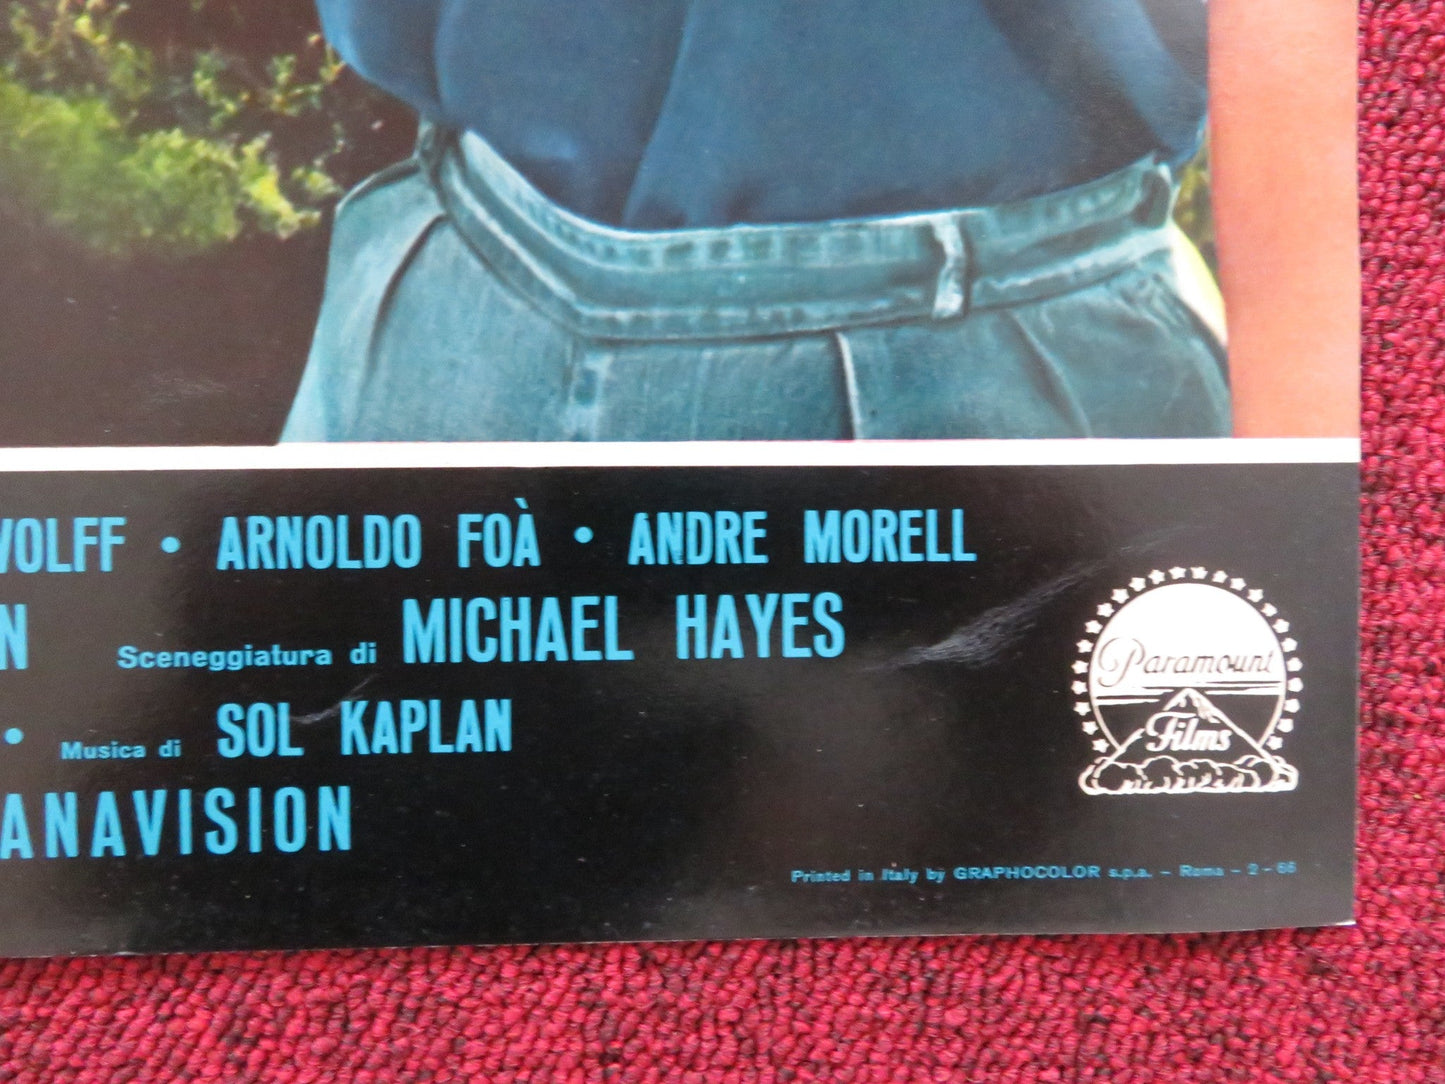 WOLFF • ARNOLDO FOÀ • ANDRE MORELL
N Sceneggiatura di MICHAEL HAYES
• Musica di SOL KAPLAN
ANAVISION
Paramount
Films
Printed in Italy by GRAPHOCOLOR s.p.a. – Roma – 2 - 66